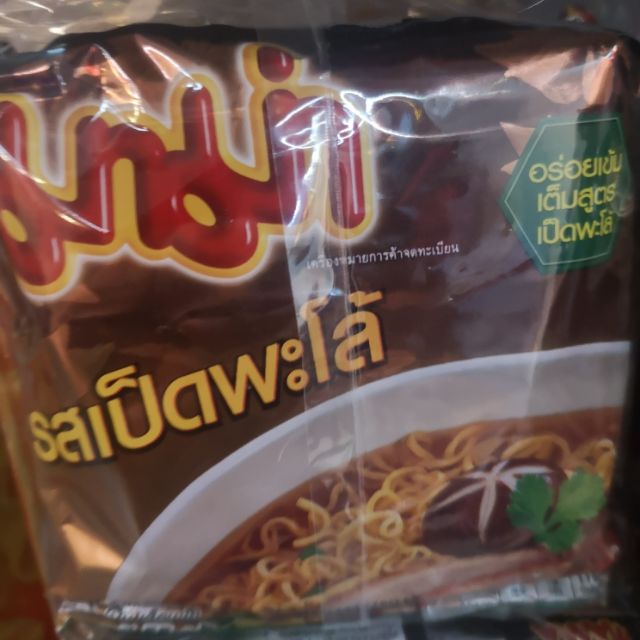 มาม่า
อร่อยเข้ม
เต็มสูตร
เป็ดพะโล้
เครื่องหมายการค้าจดทะเบียน
รสเป็ดพะโล้